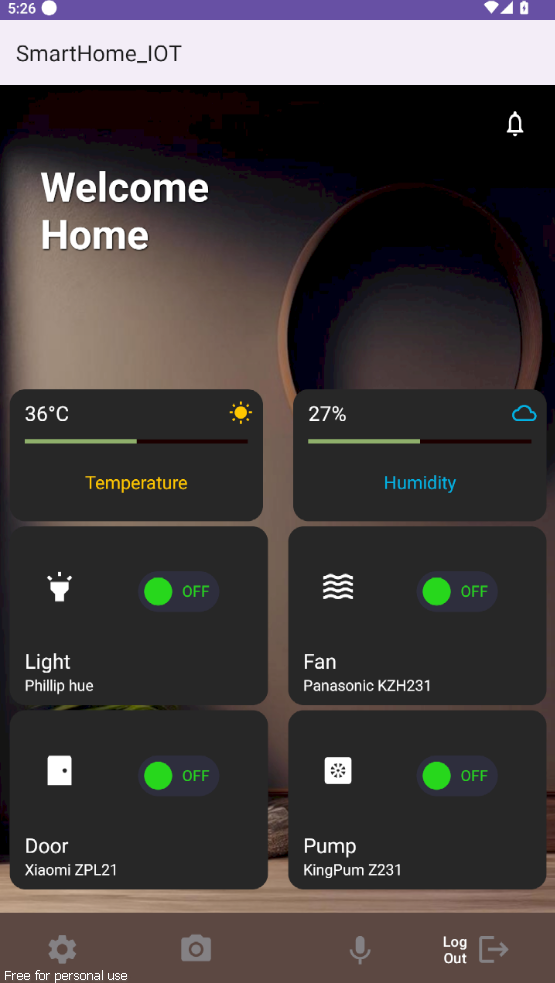 5:26
SmartHome_IOT
Welcome
Home
36°C
27%
Temperature
Humidity
OFF
OFF
Light
Phillip hue
Fan
Panasonic KZH231
OFF
OFF
Door
Xiaomi ZPL21
Pump
KingPum Z231
Log
Out
Free for personal use